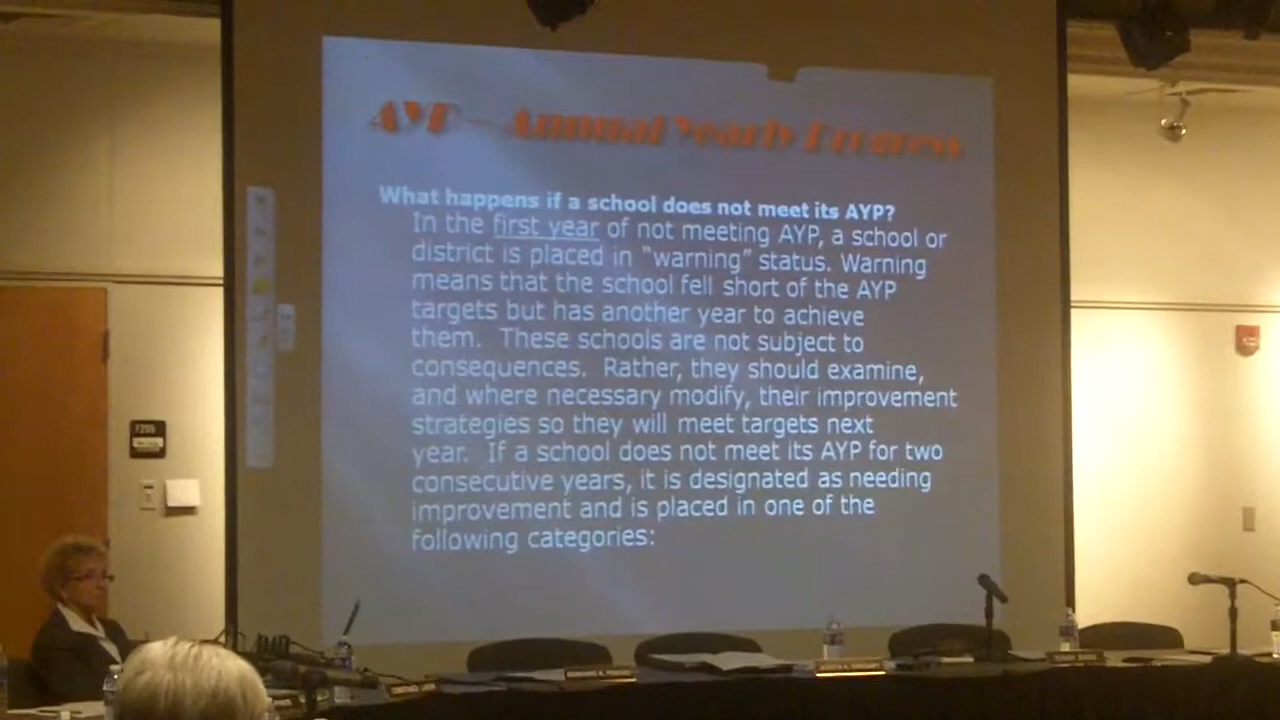 AYP – Annual Yearly Progress
What happens if a school does not meet its AYP?
In the first year of not meeting AYP, a school or
district is placed in “warning” status. Warning
means that the school fell short of the AYP
targets but has another year to achieve
them. These schools are not subject to
consequences. Rather, they should examine,
and where necessary modify, their improvement
strategies so they will meet targets next
year. If a school does not meet its AYP for two
consecutive years, it is designated as needing
improvement and is placed in one of the
following categories: